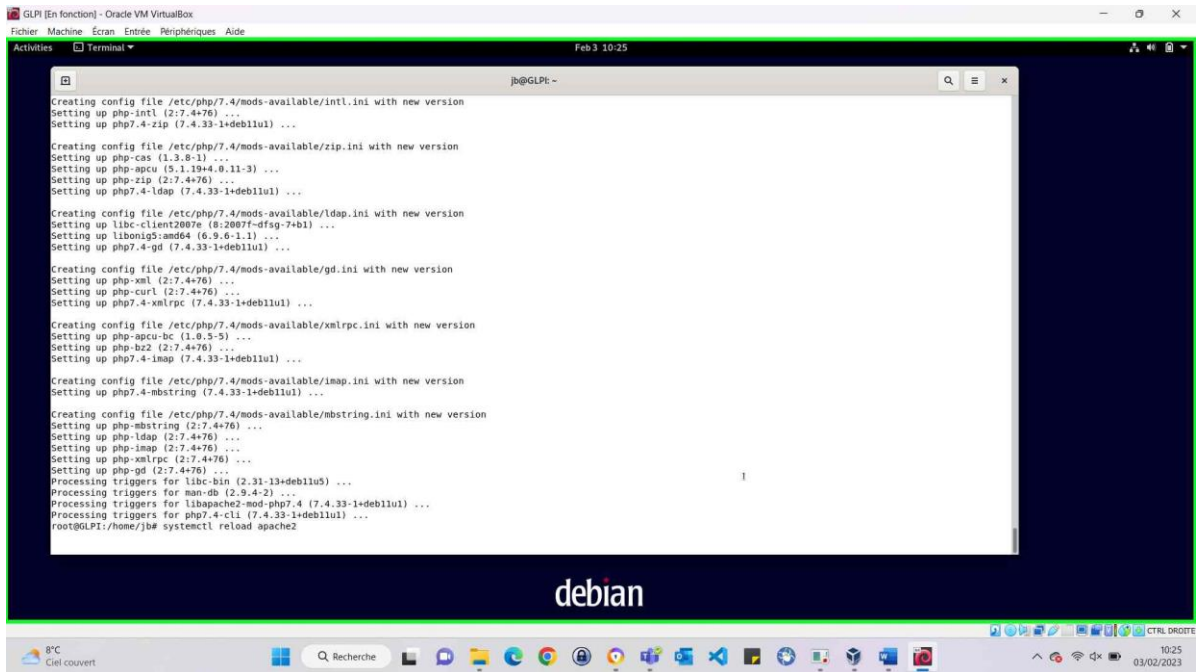 GLPI [En fonction] - Oracle VM VirtualBox
Fichier Machine Écran Entrée Périphériques Aide
Activities Terminal Feb 3 10:25
jb@GLPI: ~
Creating config file /etc/php/7.4/mods-available/intl.ini with new version
Setting up php-intl (2:7.4+76) ...
Setting up php7.4-zip (7.4.33-1+deb11u1) ...
Creating config file /etc/php/7.4/mods-available/zip.ini with new version
Setting up php-cas (1.3.8-1) ...
Setting up php-apcu (5.1.19+4.0.11-3) ...
Setting up php-zip (2:7.4+76) ...
Setting up php7.4-ldap (7.4.33-1+deb11u1) ...
Creating config file /etc/php/7.4/mods-available/ldap.ini with new version
Setting up libc-client2007e (8:2007f~dfsg-7+b1) ...
Setting up libonig5:amd64 (6.9.6-1.1) ...
Setting up php7.4-gd (7.4.33-1+deb11u1) ...
Creating config file /etc/php/7.4/mods-available/gd.ini with new version
Setting up php-xml (2:7.4+76) ...
Setting up php-curl (2:7.4+76) ...
Setting up php7.4-xmlrpc (7.4.33-1+deb11u1) ...
Creating config file /etc/php/7.4/mods-available/xmlrpc.ini with new version
Setting up php-apcu-bc (1.0.5-5) ...
Setting up php-bz2 (2:7.4+76) ...
Setting up php7.4-imap (7.4.33-1+deb11u1) ...
Creating config file /etc/php/7.4/mods-available/imap.ini with new version
Setting up php7.4-mbstring (7.4.33-1+deb11u1) ...
Creating config file /etc/php/7.4/mods-available/mbstring.ini with new version
Setting up php-mbstring (2:7.4+76) ...
Setting up php-ldap (2:7.4+76) ...
Setting up php-imap (2:7.4+76) ...
Setting up php-xmlrpc (2:7.4+76) ...
Setting up php-gd (2:7.4+76) ...
Processing triggers for libc-bin (2.31-13+deb11u5) ...
Processing triggers for man-db (2.9.4-2) ...
Processing triggers for libapache2-mod-php7.4 (7.4.33-1+deb11u1) ...
Processing triggers for php7.4-cli (7.4.33-1+deb11u1) ...
root@GLPI:/home/jb# systemctl reload apache2
debian
CTRL DROITE
8°C
Ciel couvert
Recherche
10:25
03/02/2023